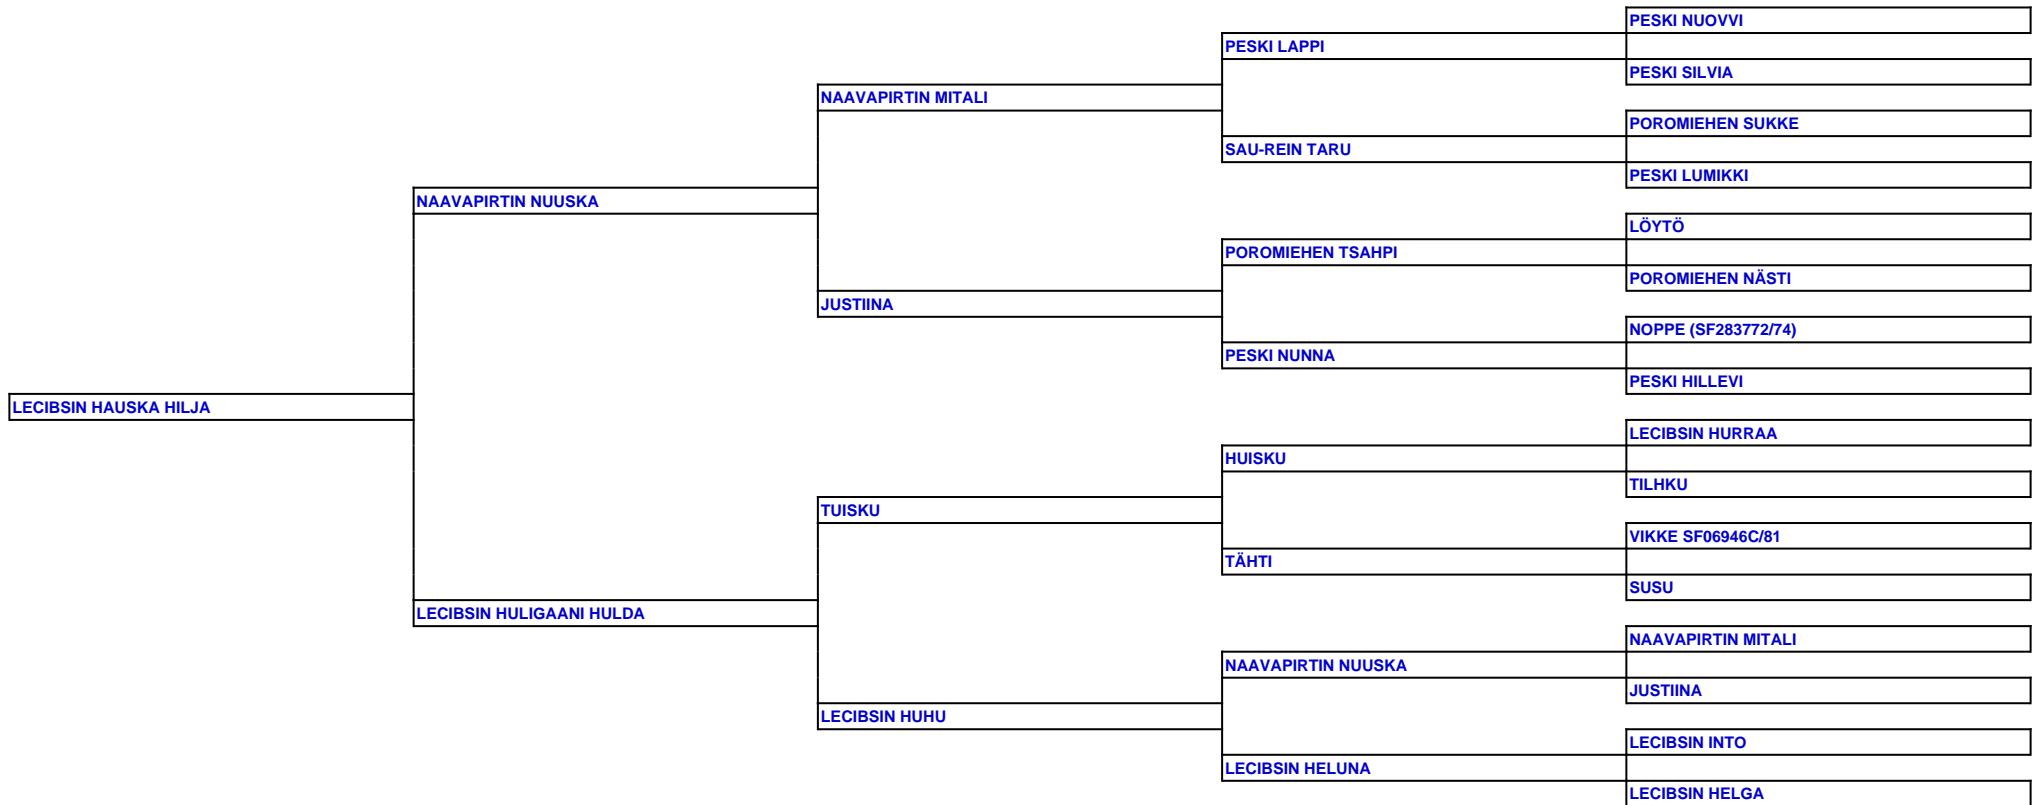 PESKI NUOVVI
PESKI LAPPI
PESKI SILVIA
NAAVAPIRTIN MITALI
POROMIEHEN SUKKE
SAU-REIN TARU
PESKI LUMIKKI
NAAVAPIRTIN NUUSKA
LÖYTÖ
POROMIEHEN TSAHPI
POROMIEHEN NÄSTI
JUSTIINA
NOPPE (SF283772/74)
PESKI NUNNA
PESKI HILLEVI
LECIBSIN HAUSKA HILJA
LECIBSIN HURRAA
HUISKU
TILHKU
TUISKU
VIKKE SF06946C/81
TÄHTI
SUSU
LECIBSIN HULIGAANI HULDA
NAAVAPIRTIN MITALI
NAAVAPIRTIN NUUSKA
JUSTIINA
LECIBSIN HUHU
LECIBSIN INTO
LECIBSIN HELUNA
LECIBSIN HELGA